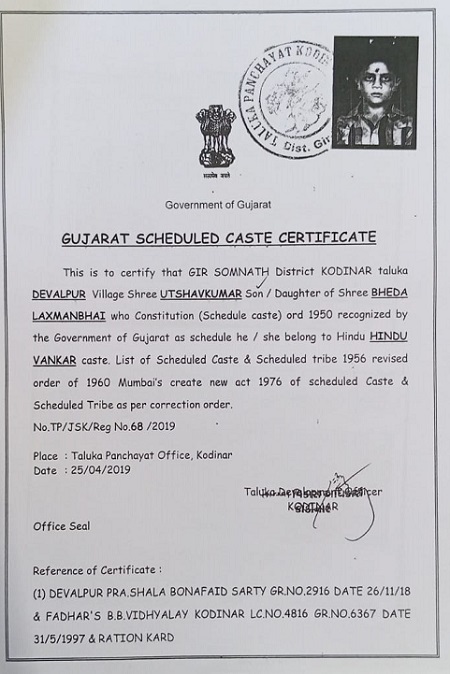 TALUKA PANCHAYAT KODI
Dist. Gir
सत्यमेव जयते
Government of Gujarat
GUJARAT SCHEDULED CASTE CERTIFICATE
This is to certify that GIR SOMNATH District KODINAR taluka
DEVALPUR Village Shree UTSHAVKUMAR Son / Daughter of Shree BHEDA
LAXMANBHAI who Constitution (Schedule caste) ord 1950 recognized by
the Government of Gujarat as schedule he / she belong to Hindu HINDU
VANKAR caste. List of Scheduled Caste & Scheduled tribe 1956 revised
order of 1960 Mumbai's create new act 1976 of scheduled Caste &
Scheduled Tribe as per correction order.
No.TP/JSK/Reg No.68 /2019
Place : Taluka Panchayat Office, Kodinar
Date : 25/04/2019
Taluka Development Officer
KODINAR
Office Seal
Reference of Certificate :
(1) DEVALPUR PRA.SHALA BONAFAID SARTY GR.NO.2916 DATE 26/11/18
& FADHAR'S B.B.VIDHYALAY KODINAR LC.NO.4816 GR.NO.6367 DATE
31/5/1997 & RATION KARD